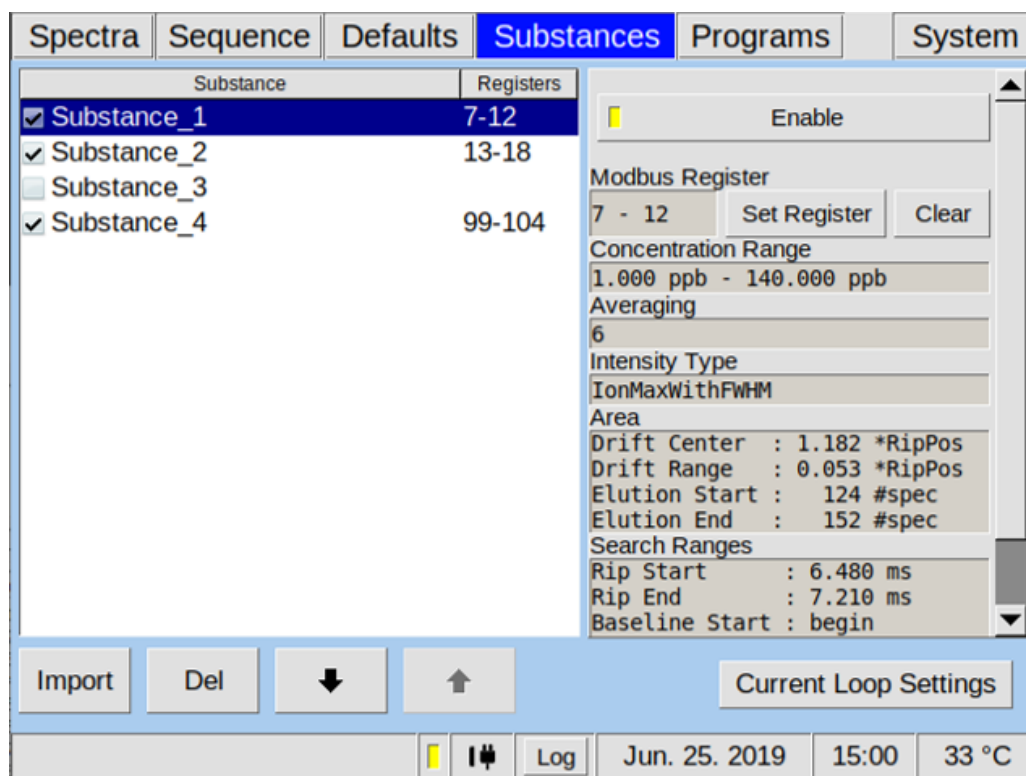 Spectra Sequence Defaults Substances Programs System
Substance Registers
Substance_1 7-12
Substance_2 13-18
Substance_3
Substance_4 99-104
Enable
Modbus Register
7 - 12 Set Register Clear
Concentration Range
1.000 ppb - 140.000 ppb
Averaging
6
Intensity Type
IonMaxWithFWHM
Area
Drift Center : 1.182 *RipPos
Drift Range : 0.053 *RipPos
Elution Start : 124 #spec
Elution End : 152 #spec
Search Ranges
Rip Start : 6.480 ms
Rip End : 7.210 ms
Baseline Start : begin
Import Del Current Loop Settings
Log Jun. 25. 2019 15:00 33 °C